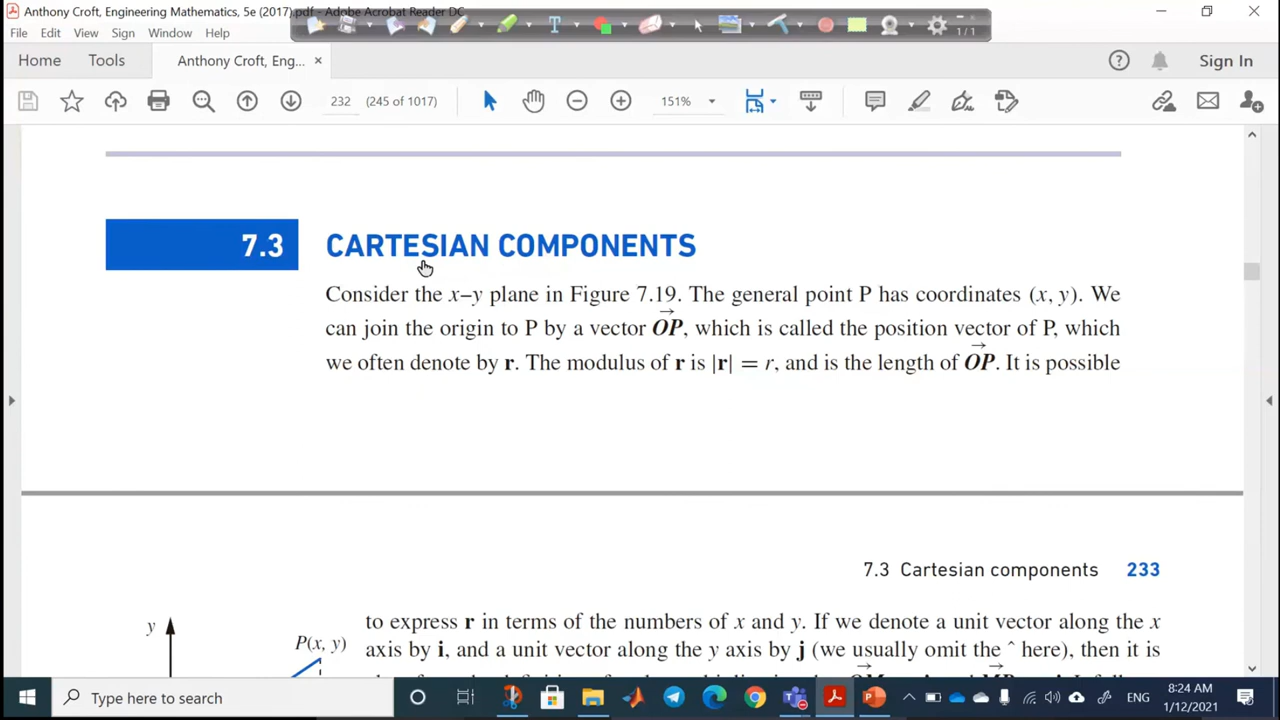 Anthony Croft, Engineering Mathematics, 5e (2017).pdf - Adobe Acrobat Reader DC
1/1
File Edit View Sign Window Help
Home Tools Anthony Croft, Eng... × Sign In
232 (245 of 1017) 151%
7.3 CARTESIAN COMPONENTS
Consider the x–y plane in Figure 7.19. The general point P has coordinates (x, y). We
can join the origin to P by a vector OP, which is called the position vector of P, which
we often denote by r. The modulus of r is |r| = r, and is the length of OP. It is possible
7.3 Cartesian components 233
to express r in terms of the numbers of x and y. If we denote a unit vector along the x
y
P(x, y)
axis by i, and a unit vector along the y axis by j (we usually omit the ˆ here), then it is
Type here to search
ENG
8:24 AM
1/12/2021